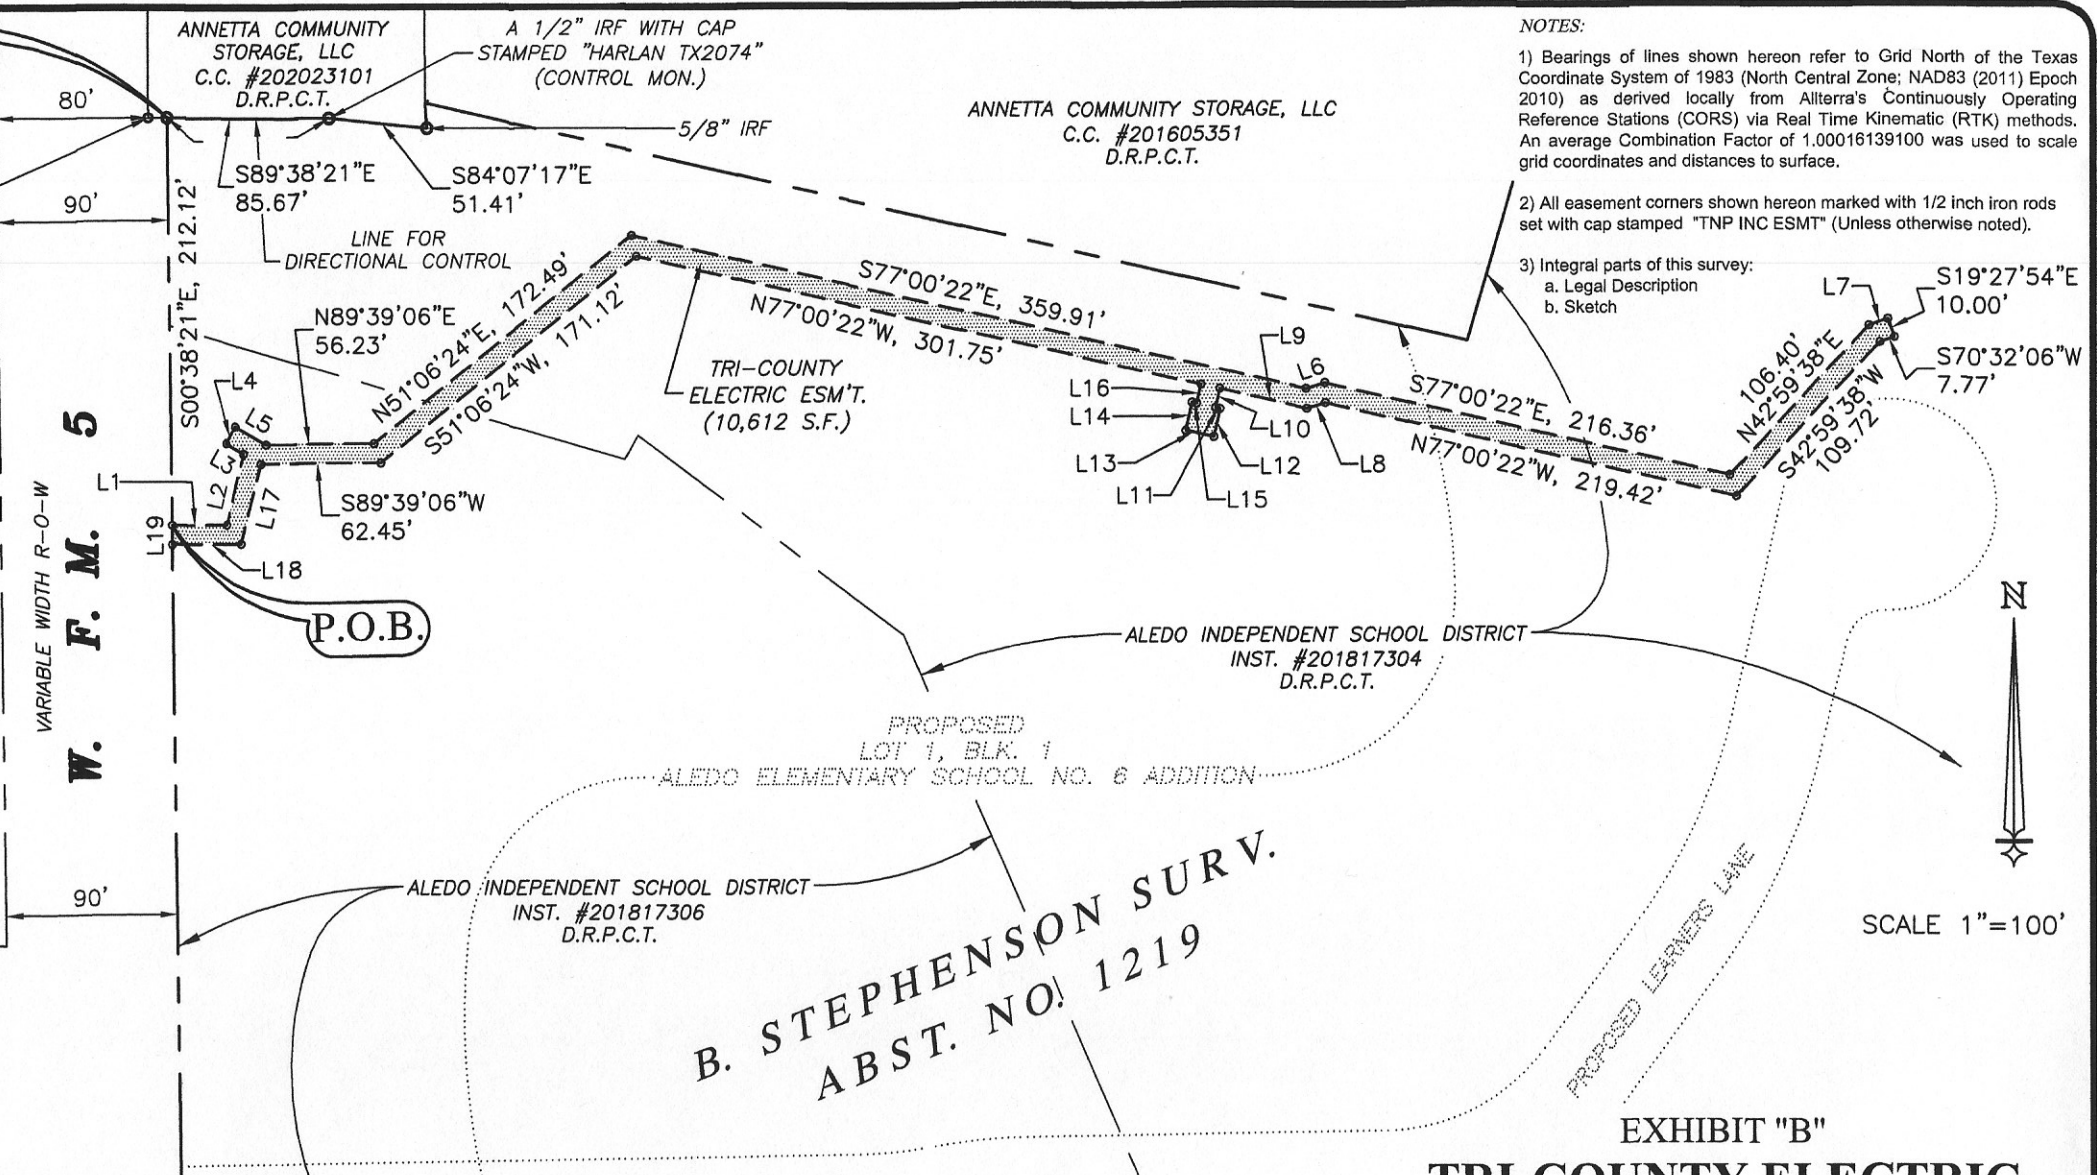 ANNETTA COMMUNITY
STORAGE, LLC
C.C. #202023101
D.R.P.C.T.
A 1/2" IRF WITH CAP
STAMPED "HARLAN TX2074"
(CONTROL MON.)
5/8" IRF
80'
90'
S89°38'21"E
85.67'
S84°07'17"E
51.41'
LINE FOR
DIRECTIONAL CONTROL
S00°38'21"E, 212.12'
ANNETTA COMMUNITY STORAGE, LLC
C.C. #201605351
D.R.P.C.T.
NOTES:
1) Bearings of lines shown hereon refer to Grid North of the Texas
Coordinate System of 1983 (North Central Zone; NAD83 (2011) Epoch
2010) as derived locally from Allterra's Continuously Operating
Reference Stations (CORS) via Real Time Kinematic (RTK) methods.
An average Combination Factor of 1.00016139100 was used to scale
grid coordinates and distances to surface.
2) All easement corners shown hereon marked with 1/2 inch iron rods
set with cap stamped "TNP INC ESMT" (Unless otherwise noted).
3) Integral parts of this survey:
a. Legal Description
b. Sketch
N89°39'06"E
56.23'
N51°06'24"E, 172.49'
S51°06'24"W, 171.12'
S77°00'22"E, 359.91'
N77°00'22"W, 301.75'
TRI-COUNTY
ELECTRIC ESM'T.
(10,612 S.F.)
L4
L5
L3
L2
L17
L1
L19
L18
S89°39'06"W
62.45'
P.O.B.
L9
L6
L16
L14
L13
L11
L15
L12
L10
L8
S77°00'22"E, 216.36'
N77°00'22"W, 219.42'
106.40'
N42°59'38"E
S42°59'38"W
109.72'
L7
S19°27'54"E
10.00'
S70°32'06"W
7.77'
VARIABLE WIDTH R-O-W
W. F. M. 5
ALEDO INDEPENDENT SCHOOL DISTRICT
INST. #201817304
D.R.P.C.T.
PROPOSED
LOT 1, BLK. 1
ALEDO ELEMENTARY SCHOOL NO. 6 ADDITION
90'
ALEDO INDEPENDENT SCHOOL DISTRICT
INST. #201817306
D.R.P.C.T.
B. STEPHENSON SURV.
ABST. NO. 1219
PROPOSED LEARNERS LANE
N
SCALE 1"=100'
EXHIBIT "B"
TRI-COUNTY ELECTRIC